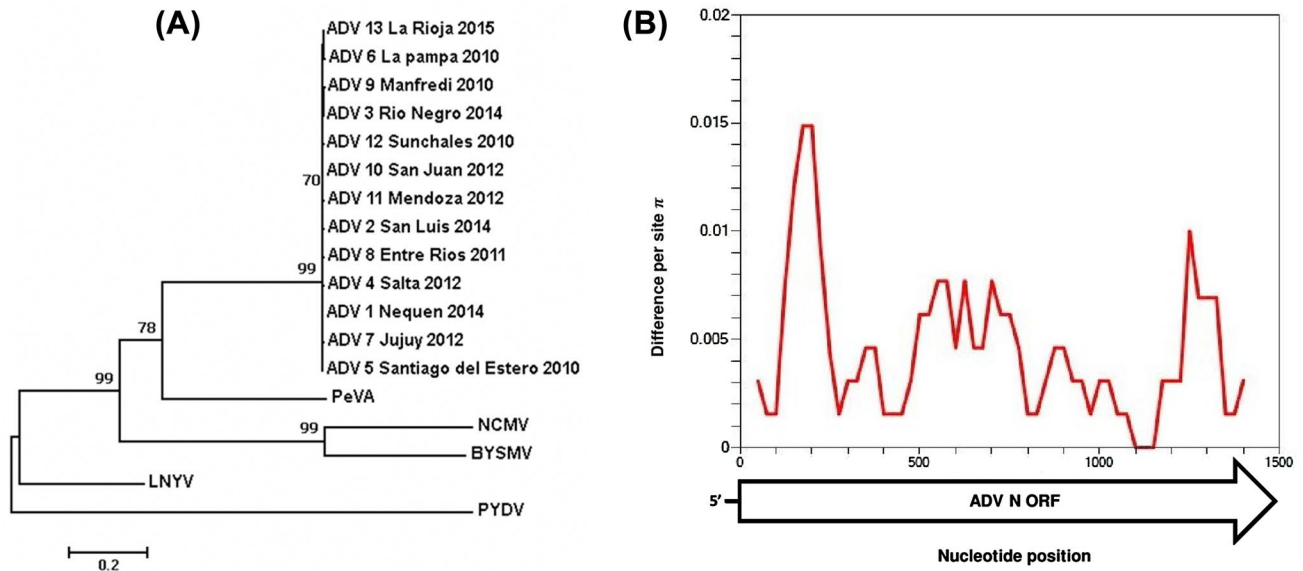 (A)
ADV 13 La Rioja 2015
ADV 6 La pampa 2010
ADV 9 Manfredi 2010
ADV 3 Rio Negro 2014
ADV 12 Sunchales 2010
ADV 10 San Juan 2012
70
ADV 11 Mendoza 2012
ADV 2 San Luis 2014
ADV 8 Entre Rios 2011
99
ADV 4 Salta 2012
ADV 1 Nequen 2014
78
ADV 7 Jujuy 2012
ADV 5 Santiago del Estero 2010
99
PeVA
99
NCMV
BYSMV
LNYV
PYDV
0.2
(B)
0.02
0.015
0.01
0.005
0
Difference per site π
0 500 1000 1500
5’
ADV N ORF
Nucleotide position